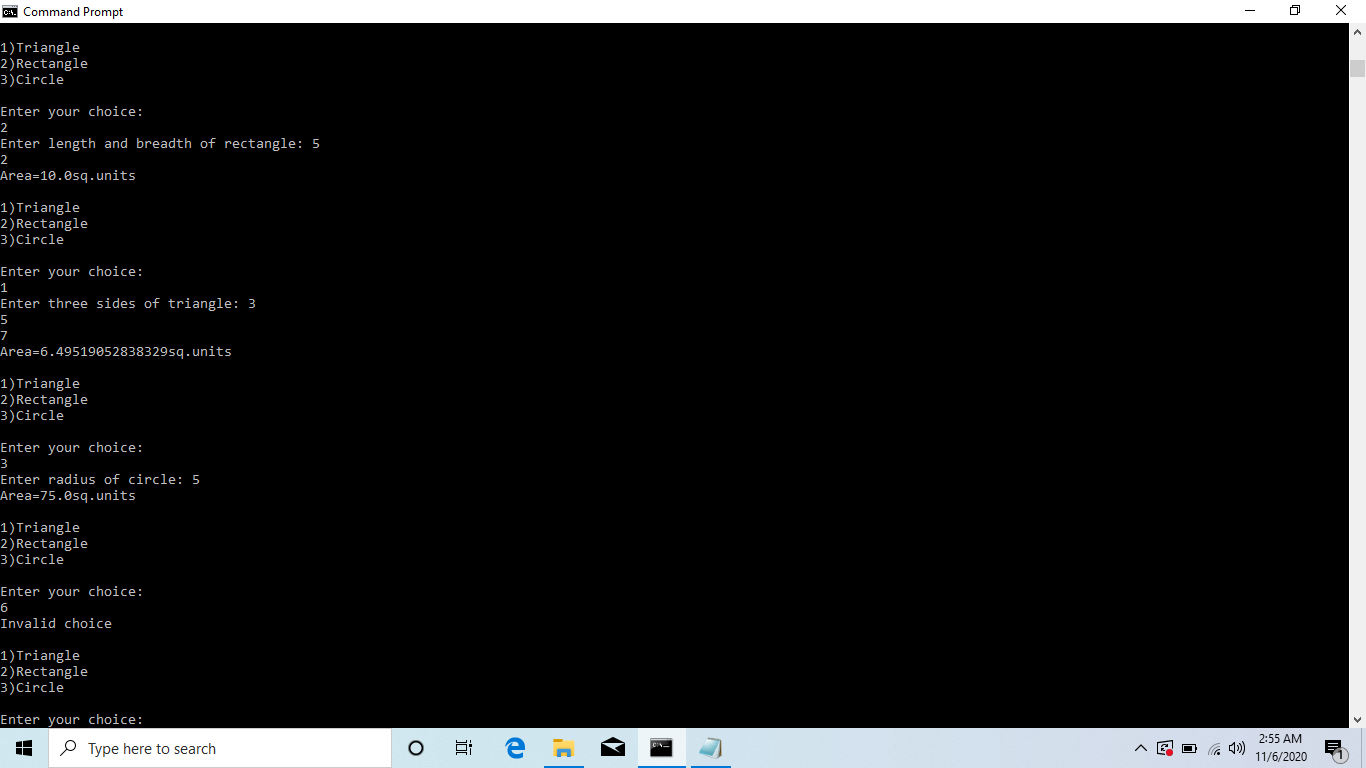 Command Prompt
1)Triangle
2)Rectangle
3)Circle
Enter your choice:
2
Enter length and breadth of rectangle: 5
2
Area=10.0sq.units
1)Triangle
2)Rectangle
3)Circle
Enter your choice:
1
Enter three sides of triangle: 3
5
7
Area=6.49519052838329sq.units
1)Triangle
2)Rectangle
3)Circle
Enter your choice:
3
Enter radius of circle: 5
Area=75.0sq.units
1)Triangle
2)Rectangle
3)Circle
Enter your choice:
6
Invalid choice
1)Triangle
2)Rectangle
3)Circle
Enter your choice:
Type here to search
2:55 AM
11/6/2020
1